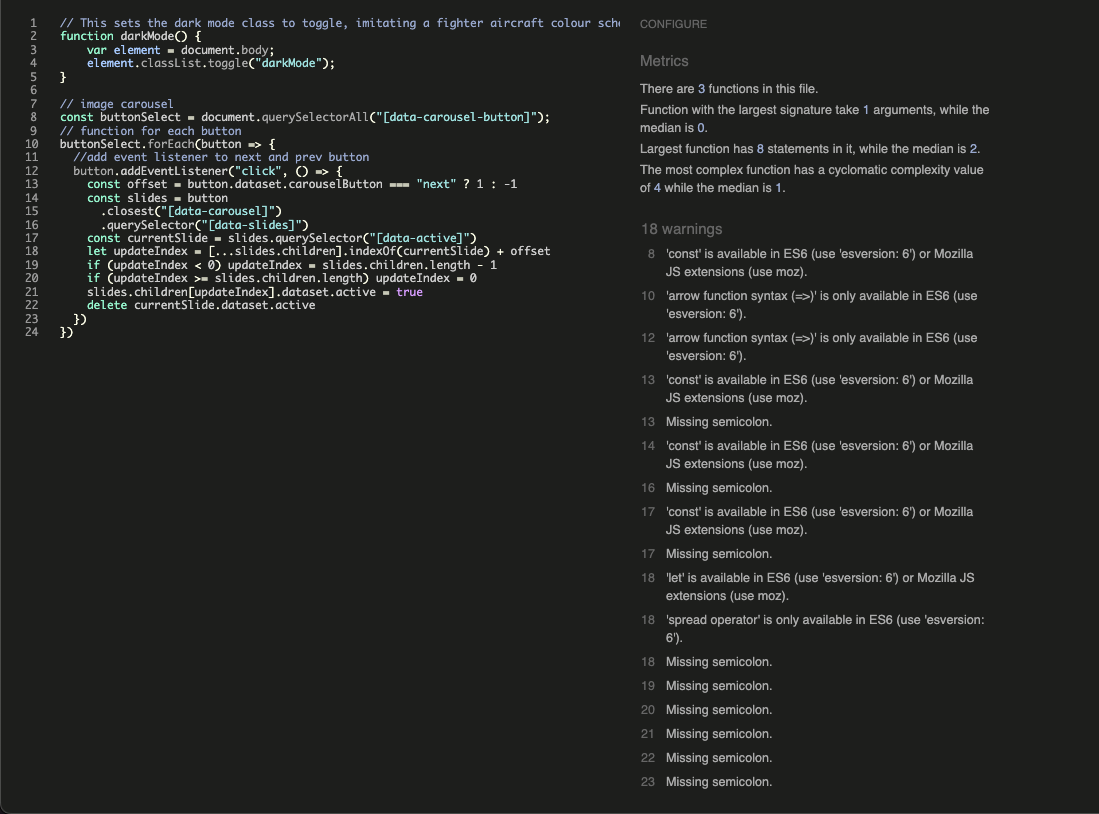 1 // This sets the dark mode class to toggle, imitating a fighter aircraft colour sche
2 function darkMode() {
3 var element = document.body;
4 element.classList.toggle("darkMode");
5 }
6
7 // image carousel
8 const buttonSelect = document.querySelectorAll("[data-carousel-button]");
9 // function for each button
10 buttonSelect.forEach(button => {
11 //add event listener to next and prev button
12 button.addEventListener("click", () => {
13 const offset = button.dataset.carouselButton === "next" ? 1 : -1
14 const slides = button
15 .closest("[data-carousel]")
16 .querySelector("[data-slides]")
17 const currentSlide = slides.querySelector("[data-active]")
18 let updateIndex = [...slides.children].indexOf(currentSlide) + offset
19 if (updateIndex < 0) updateIndex = slides.children.length - 1
20 if (updateIndex >= slides.children.length) updateIndex = 0
21 slides.children[updateIndex].dataset.active = true
22 delete currentSlide.dataset.active
23 })
24 })
CONFIGURE
Metrics
There are 3 functions in this file.
Function with the largest signature take 1 arguments, while the
median is 0.
Largest function has 8 statements in it, while the median is 2.
The most complex function has a cyclomatic complexity value
of 4 while the median is 1.
18 warnings
8 'const' is available in ES6 (use 'esversion: 6') or Mozilla
JS extensions (use moz).
10 'arrow function syntax (=>)' is only available in ES6 (use
'esversion: 6').
12 'arrow function syntax (=>)' is only available in ES6 (use
'esversion: 6').
13 'const' is available in ES6 (use 'esversion: 6') or Mozilla
JS extensions (use moz).
13 Missing semicolon.
14 'const' is available in ES6 (use 'esversion: 6') or Mozilla
JS extensions (use moz).
16 Missing semicolon.
17 'const' is available in ES6 (use 'esversion: 6') or Mozilla
JS extensions (use moz).
17 Missing semicolon.
18 'let' is available in ES6 (use 'esversion: 6') or Mozilla JS
extensions (use moz).
18 'spread operator' is only available in ES6 (use 'esversion:
6').
18 Missing semicolon.
19 Missing semicolon.
20 Missing semicolon.
21 Missing semicolon.
22 Missing semicolon.
23 Missing semicolon.